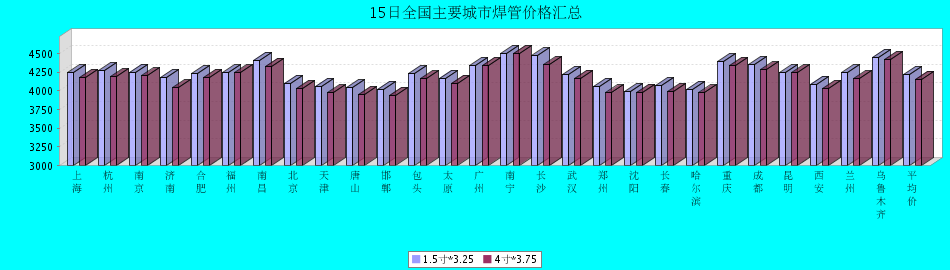 15日全国主要城市焊管价格汇总
4500
4250
4000
3750
3500
3250
3000
上海
杭州
南京
济南
合肥
福州
南昌
北京
天津
唐山
邯郸
包头
太原
广州
南宁
长沙
武汉
郑州
沈阳
长春
哈尔滨
重庆
成都
昆明
西安
兰州
乌鲁木齐
平均价
1.5寸*3.25
4寸*3.75